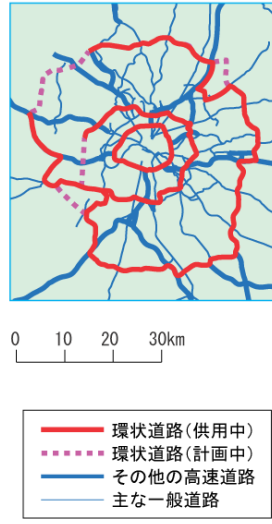 0 10 20 30km
環状道路(供用中)
環状道路(計画中)
その他の高速道路
主な一般道路